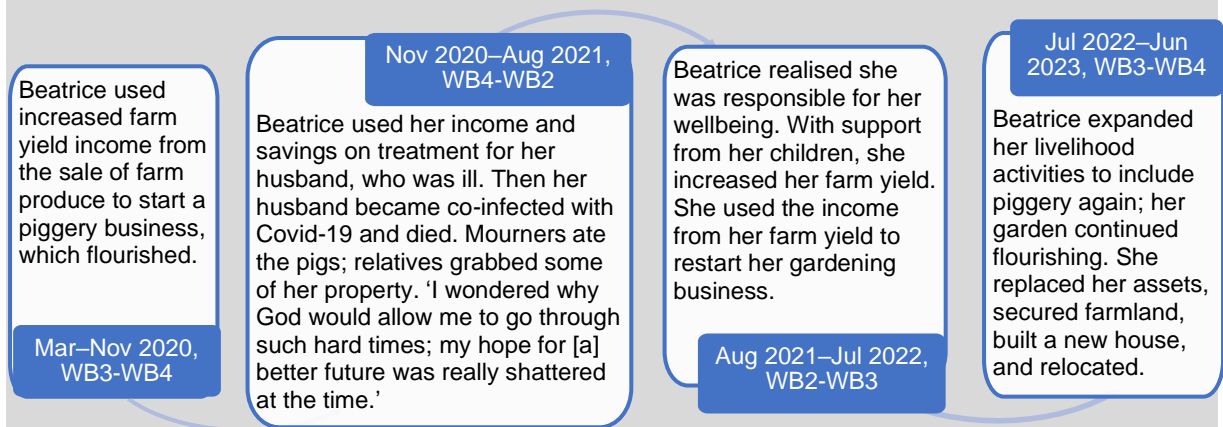 Beatrice used
increased farm
yield income from
the sale of farm
produce to start a
piggery business,
which flourished.
Mar–Nov 2020,
WB3-WB4
Nov 2020–Aug 2021,
WB4-WB2
Beatrice used her income and
savings on treatment for her
husband, who was ill. Then her
husband became co-infected with
Covid-19 and died. Mourners ate
the pigs; relatives grabbed some
of her property. ‘I wondered why
God would allow me to go through
such hard times; my hope for [a]
better future was really shattered
at the time.’
Beatrice realised she
was responsible for her
wellbeing. With support
from her children, she
increased her farm yield.
She used the income
from her farm yield to
restart her gardening
business.
Aug 2021–Jul 2022,
WB2-WB3
Jul 2022–Jun
2023, WB3-WB4
Beatrice expanded
her livelihood
activities to include
piggery again; her
garden continued
flourishing. She
replaced her assets,
secured farmland,
built a new house,
and relocated.